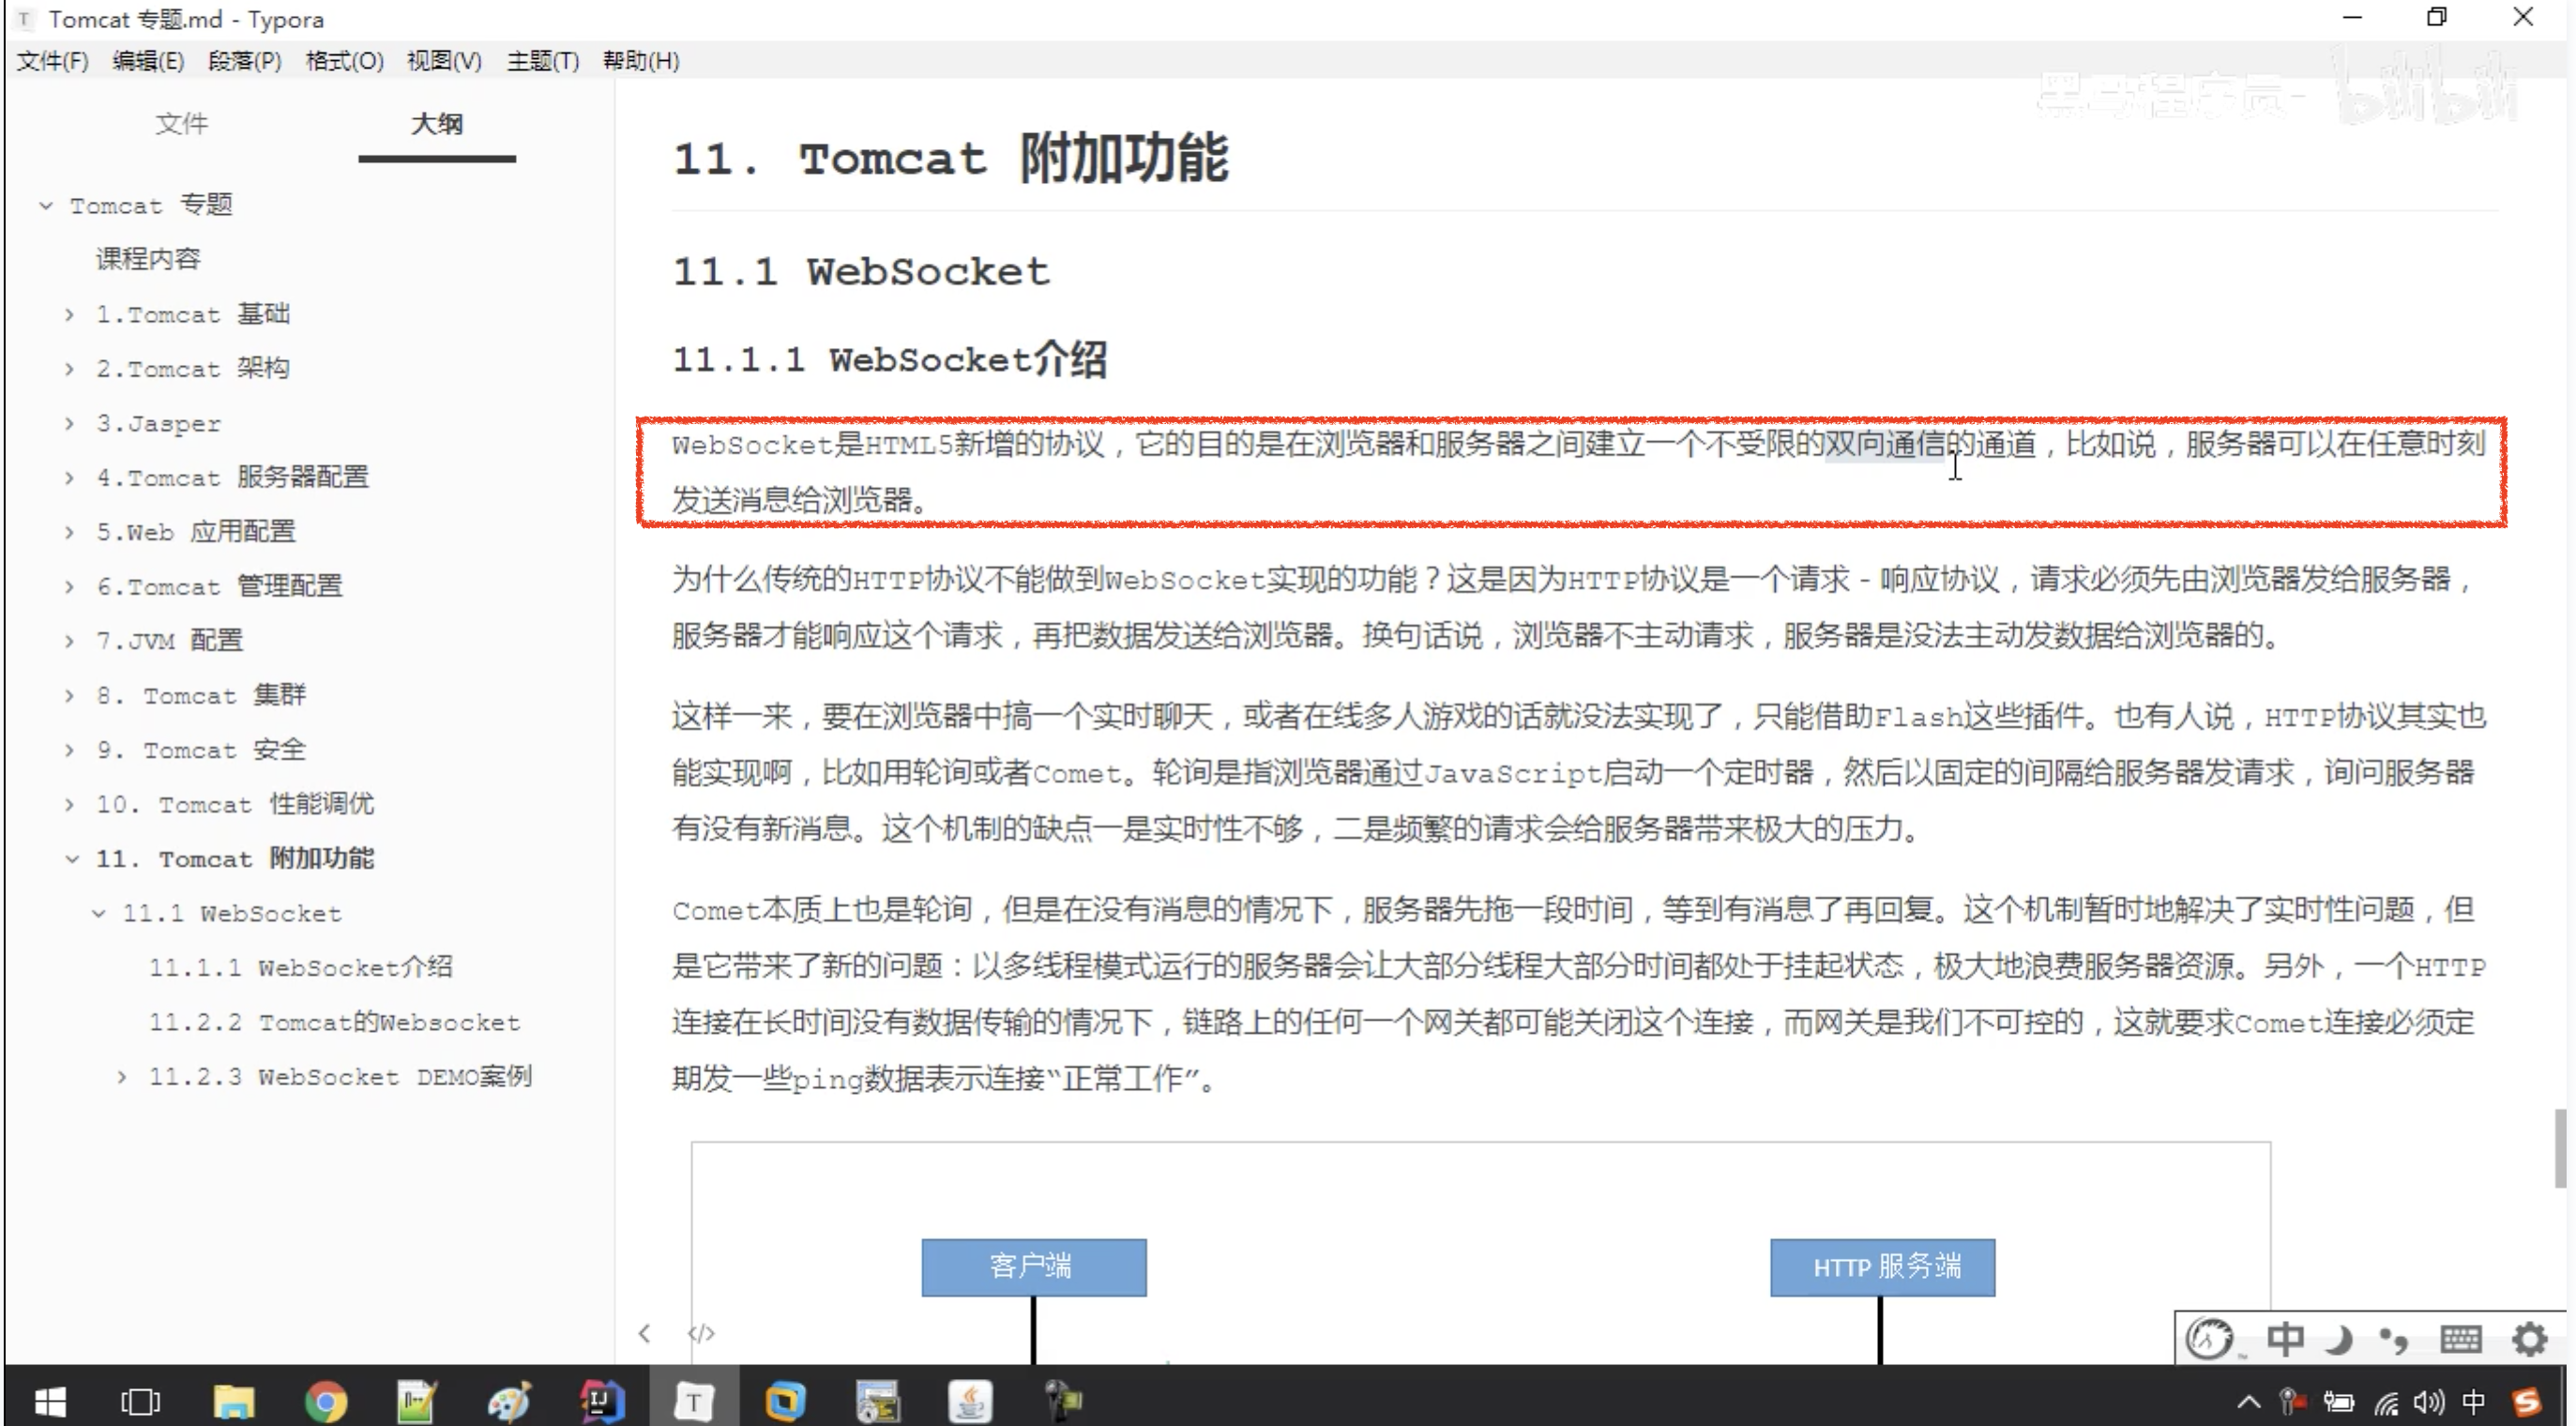 Tomcat 专题.md - Typora
文件(F) 编辑(E) 段落(P) 格式(O) 视图(V) 主题(T) 帮助(H)
黑马程序员- bilibili
文件 大纲
Tomcat 专题
课程内容
1.Tomcat 基础
2.Tomcat 架构
3.Jasper
4.Tomcat 服务器配置
5.Web 应用配置
6.Tomcat 管理配置
7.JVM 配置
8. Tomcat 集群
9. Tomcat 安全
10. Tomcat 性能调优
11. Tomcat 附加功能
11.1 WebSocket
11.1.1 WebSocket介绍
11.2.2 Tomcat的Websocket
11.2.3 WebSocket DEMO案例
11. Tomcat 附加功能
11.1 WebSocket
11.1.1 WebSocket介绍
WebSocket是HTML5新增的协议，它的目的是在浏览器和服务器之间建立一个不受限的双向通信的通道，比如说，服务器可以在任意时刻
发送消息给浏览器。
为什么传统的HTTP协议不能做到WebSocket实现的功能？这是因为HTTP协议是一个请求－响应协议，请求必须先由浏览器发给服务器，
服务器才能响应这个请求，再把数据发送给浏览器。换句话说，浏览器不主动请求，服务器是没法主动发数据给浏览器的。
这样一来，要在浏览器中搞一个实时聊天，或者在线多人游戏的话就没法实现了，只能借助Flash这些插件。也有人说，HTTP协议其实也
能实现啊，比如用轮询或者Comet。轮询是指浏览器通过JavaScript启动一个定时器，然后以固定的间隔给服务器发请求，询问服务器
有没有新消息。这个机制的缺点一是实时性不够，二是频繁的请求会给服务器带来极大的压力。
Comet本质上也是轮询，但是在没有消息的情况下，服务器先拖一段时间，等到有消息了再回复。这个机制暂时地解决了实时性问题，但
是它带来了新的问题：以多线程模式运行的服务器会让大部分线程大部分时间都处于挂起状态，极大地浪费服务器资源。另外，一个HTTP
连接在长时间没有数据传输的情况下，链路上的任何一个网关都可能关闭这个连接，而网关是我们不可控的，这就要求Comet连接必须定
期发一些ping数据表示连接“正常工作”。
客户端 HTTP 服务端
中
中